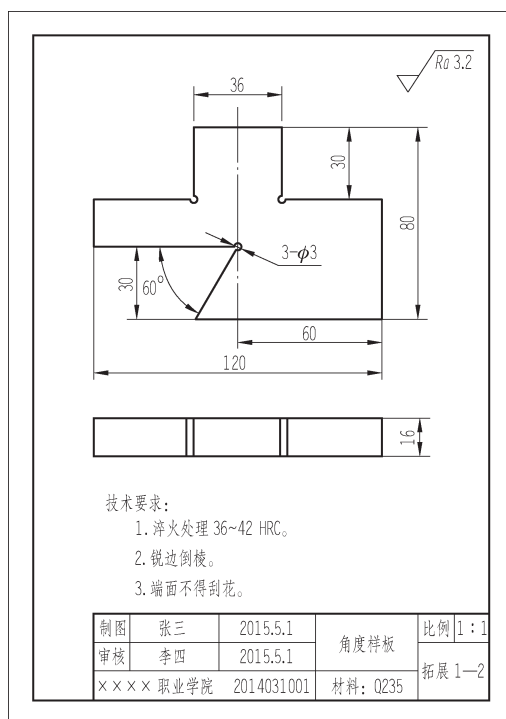 Ra 3.2
36
30
80
3-ϕ3
30
60°
60
120
16
技术要求：
1. 淬火处理 36~42 HRC。
2. 锐边倒棱。
3. 端面不得刮花。
制图 张三 2015.5.1 角度样板 比例 1：1
审核 李四 2015.5.1 拓展 1—2
×××× 职业学院 2014031001 材料：Q235